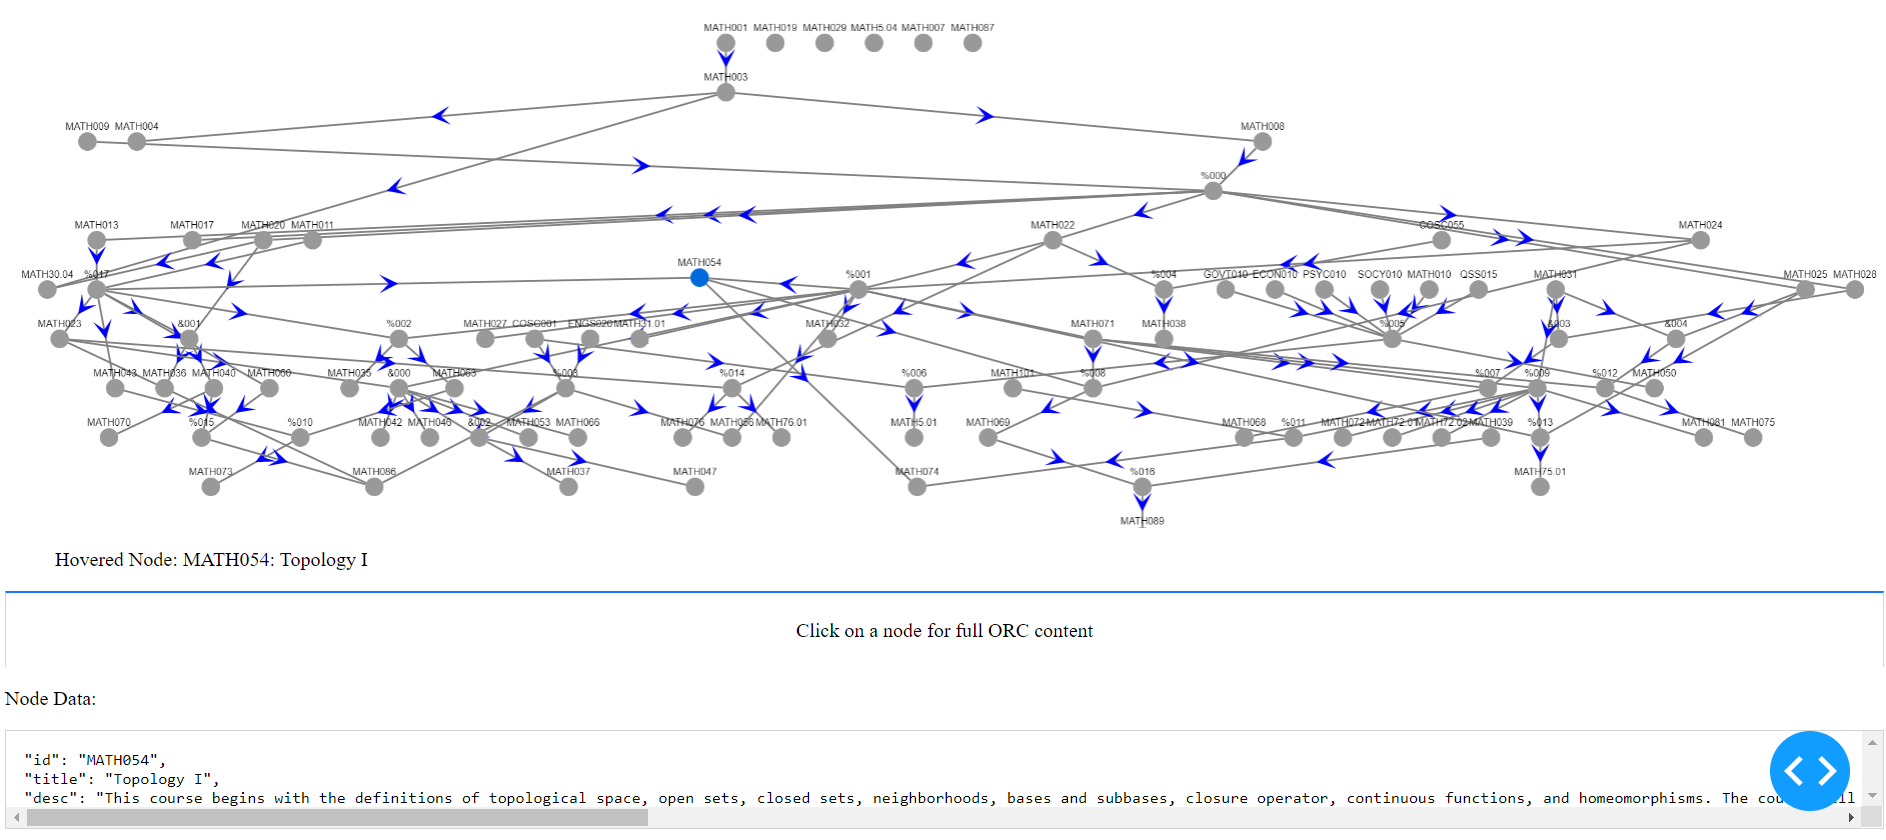 MATH001 MATH019 MATH029 MATH5 04 MATH007 MATH087
MATH003
MATH009 MATH004 MATH008
%000
MATH013 MATH017 MATH020 MATH011 MATH022 COSC055 MATH024
MATH054
MATH30.04 %017 %001 %004 GOVT010 ECON010 PSYC010 SOCY010 MATH010 QSS015 MATH031 MATH025 MATH028
MATH023 &001 %002 MATH027 COSC001 ENGS020 MATH31.01 MATH032 MATH071 MATH038 %005 &003 &004
MATH043 MATH036 MATH040 MATH060 MATH035 &000 MATH063 %003 %014 %006 MATH101 %008 %007 %009 %012 MATH050
MATH070 %015 %010 MATH042 MATH046 &002 MATH053 MATH066 MATH076 MATH056 MATH76.01 MATH5.01 MATH069 MATH068 %011 MATH072 MATH72.01 MATH72.02 MATH039 %013 MATH081 MATH075
MATH073 MATH086 MATH037 MATH047 MATH074 %016 MATH75.01
MATH089
Hovered Node: MATH054: Topology I
Click on a node for full ORC content
Node Data:
"id": "MATH054",
"title": "Topology I",
"desc": "This course begins with the definitions of topological space, open sets, closed sets, neighborhoods, bases and subbases, closure operator, continuous functions, and homeomorphisms. The